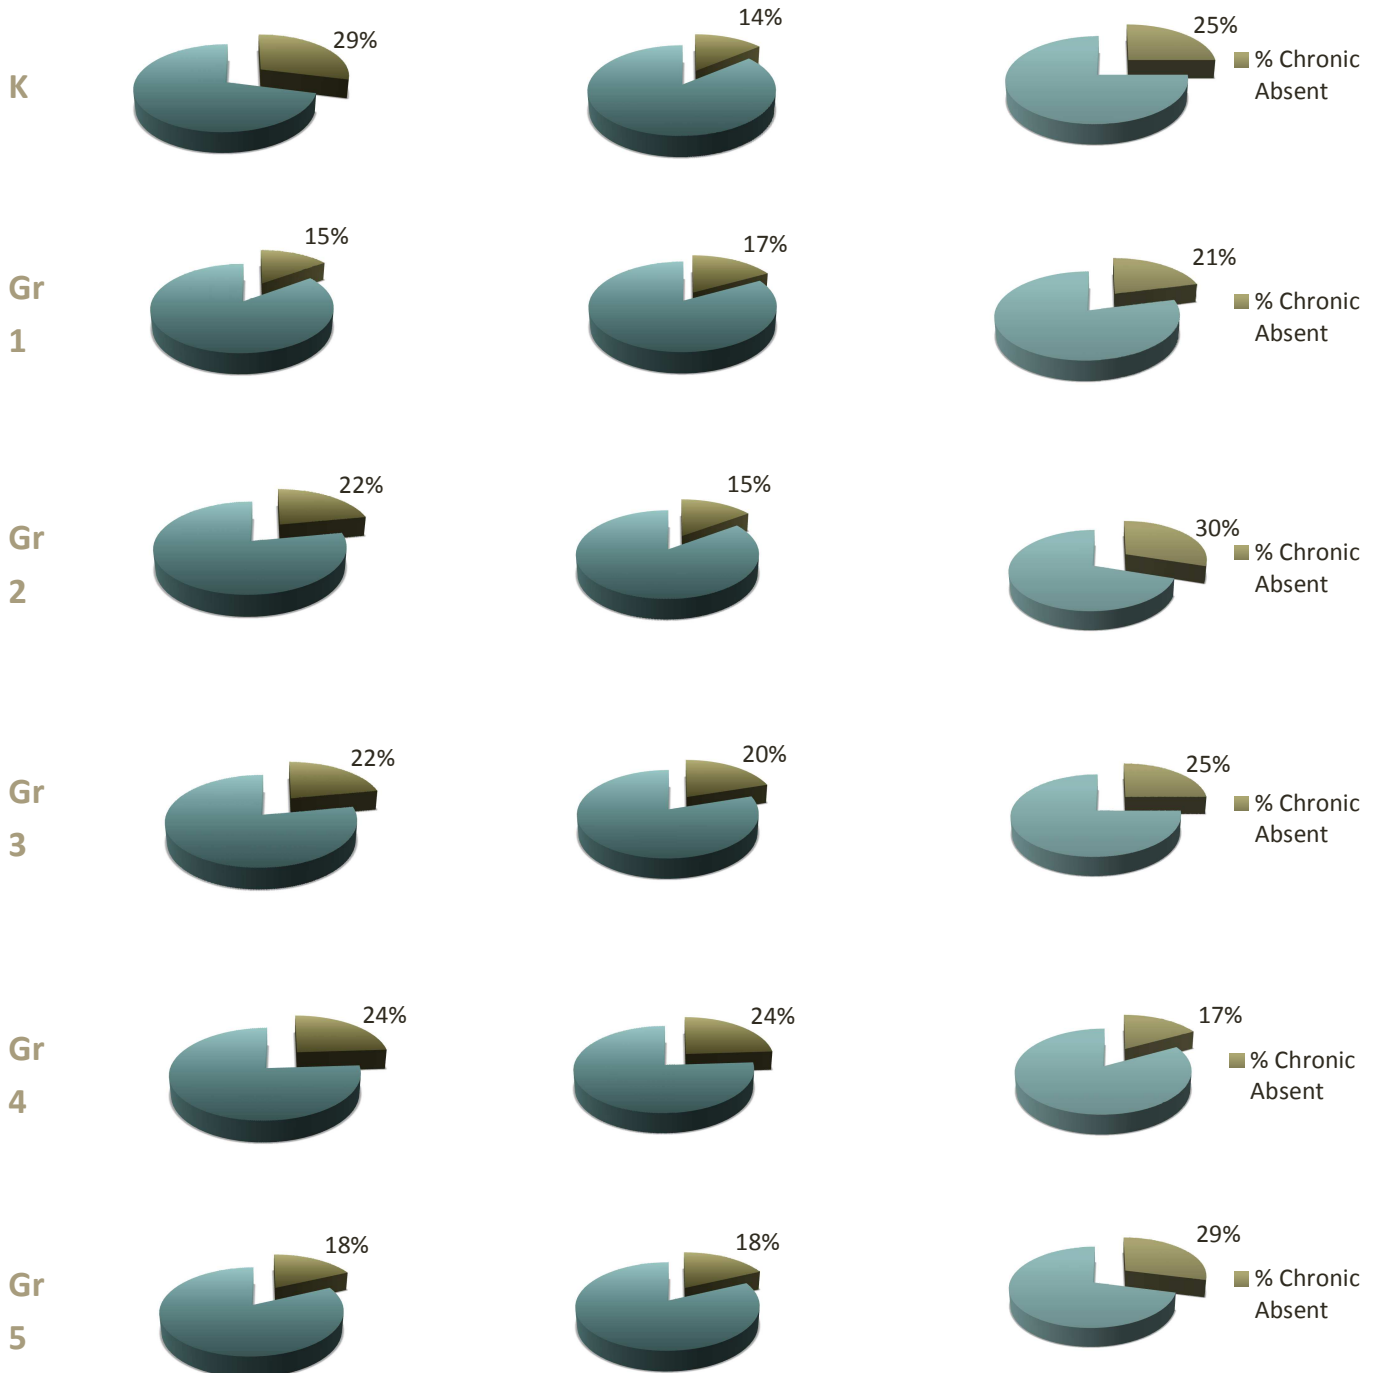 K
29%
14%
25%
% Chronic
Absent
Gr
1
15%
17%
21%
% Chronic
Absent
Gr
2
22%
15%
30%
% Chronic
Absent
Gr
3
22%
20%
25%
% Chronic
Absent
Gr
4
24%
24%
17%
% Chronic
Absent
Gr
5
18%
18%
29%
% Chronic
Absent